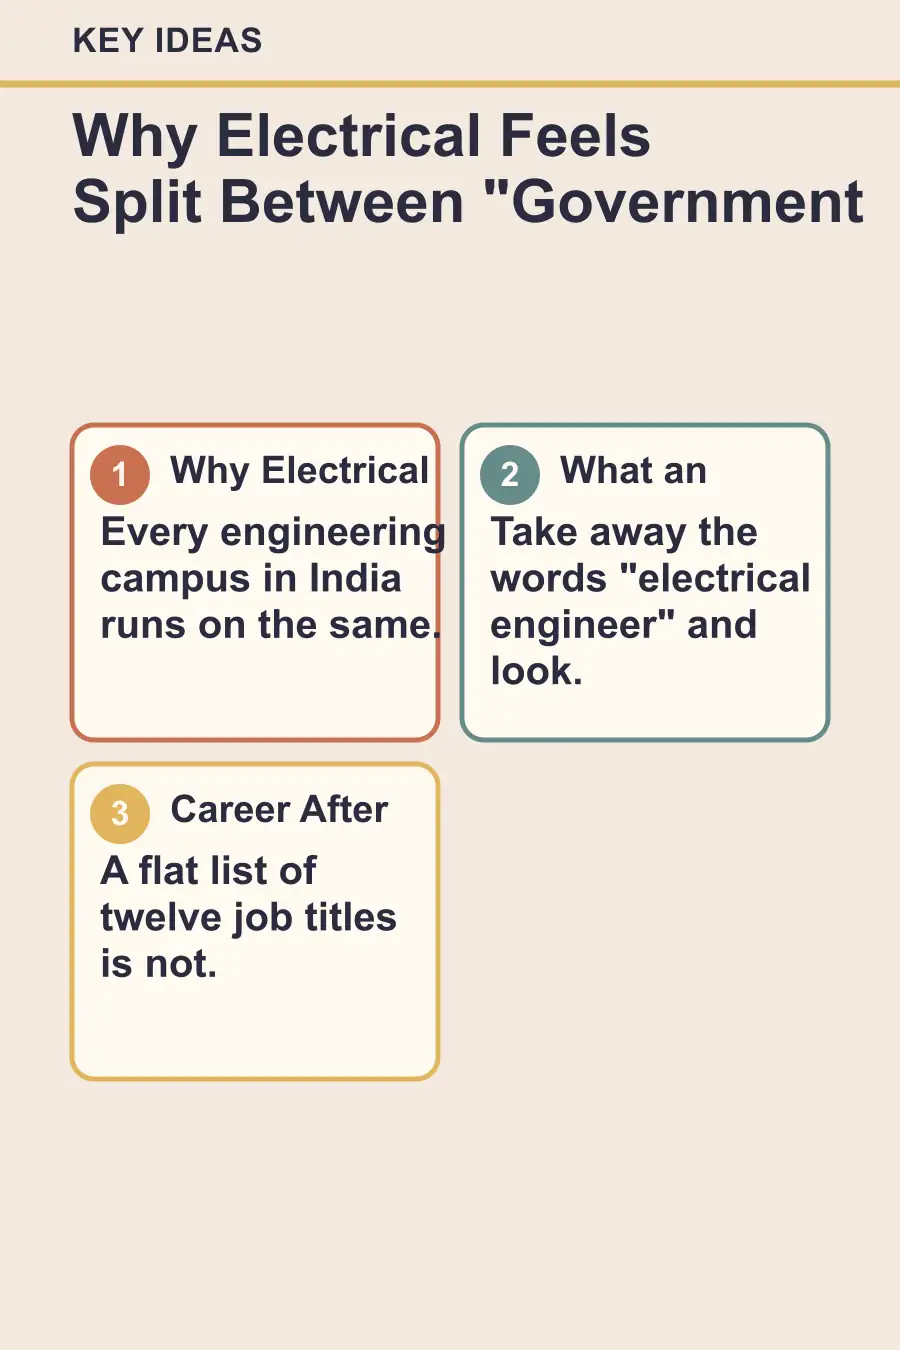 KEY IDEAS
Why Electrical Feels
Split Between "Government
1
Why Electrical
Every engineering
campus in India
runs on the same.
2
What an
Take away the
words "electrical
engineer" and
look.
3
Career After
A flat list of
twelve job titles
is not.